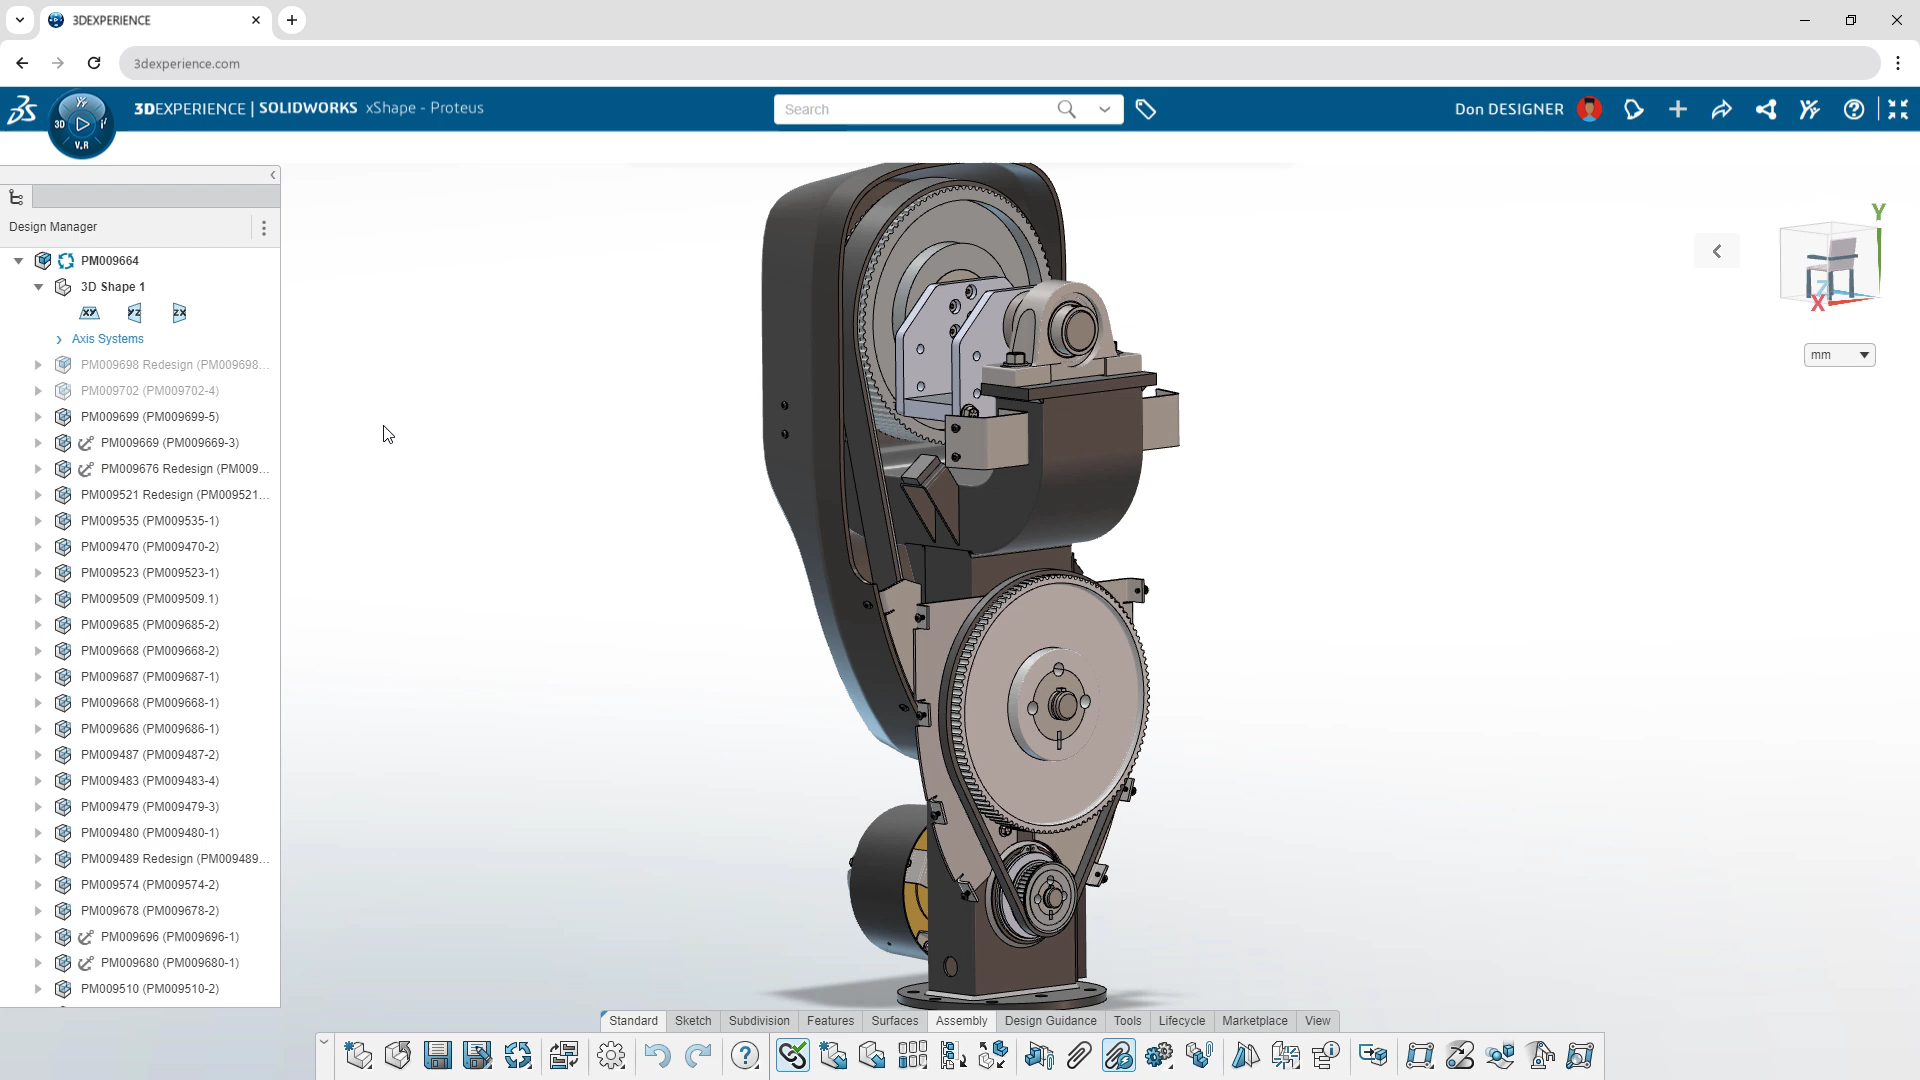 3DEXPERIENCE
3dexperience.com
3DEXPERIENCE | SOLIDWORKS xShape - Proteus
Search
Don DESIGNER
3D
V.R
Design Manager
PM009664
3D Shape 1
XY YZ ZX
Axis Systems
PM009698 Redesign (PM009698...
PM009702 (PM009702-4)
PM009699 (PM009699-5)
PM009669 (PM009669-3)
PM009676 Redesign (PM009...
PM009521 Redesign (PM009521...
PM009535 (PM009535-1)
PM009470 (PM009470-2)
PM009523 (PM009523-1)
PM009509 (PM009509.1)
PM009685 (PM009685-2)
PM009668 (PM009668-2)
PM009687 (PM009687-1)
PM009668 (PM009668-1)
PM009686 (PM009686-1)
PM009487 (PM009487-2)
PM009483 (PM009483-4)
PM009479 (PM009479-3)
PM009480 (PM009480-1)
PM009489 Redesign (PM009489...
PM009574 (PM009574-2)
PM009678 (PM009678-2)
PM009696 (PM009696-1)
PM009680 (PM009680-1)
PM009510 (PM009510-2)
Y
Z
X
mm
Standard Sketch Subdivision Features Surfaces Assembly Design Guidance Tools Lifecycle Marketplace View